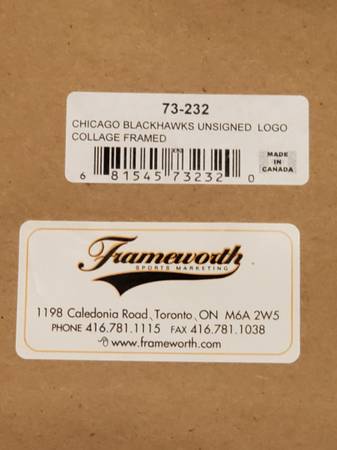 73-232
CHICAGO BLACKHAWKS UNSIGNED LOGO
COLLAGE FRAMED
MADE
IN
CANADA
6 81545 73232 0
Frameworth
SPORTS MARKETING
1198 Caledonia Road, Toronto, ON M6A 2W5
PHONE 416.781.1115 FAX 416.781.1038
www.frameworth.com